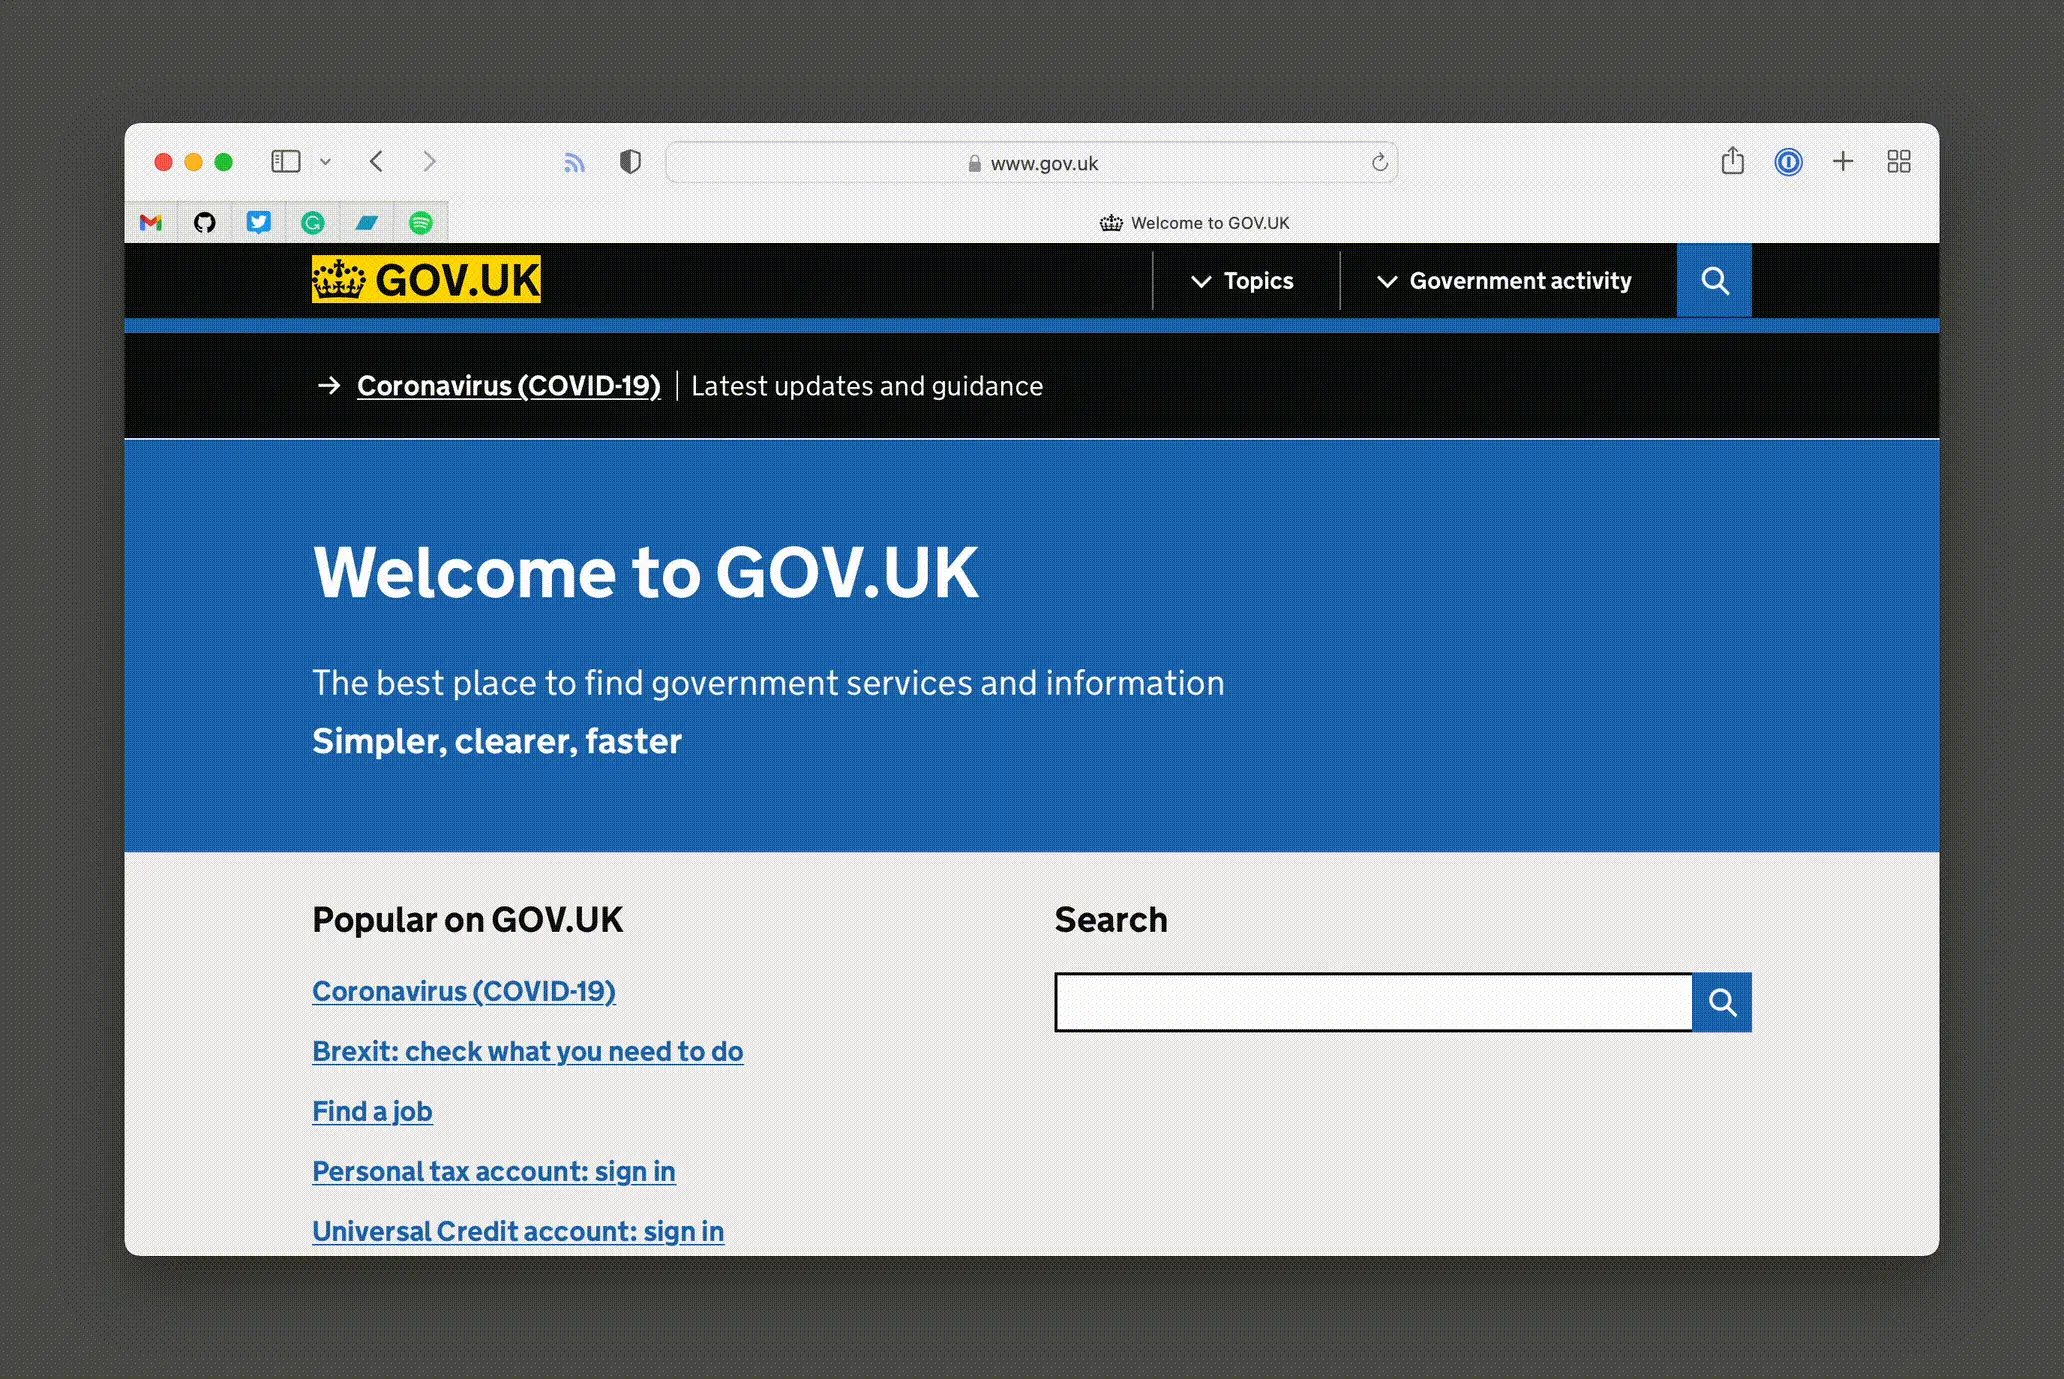 www.gov.uk
Welcome to GOV.UK
GOV.UK
Topics
Government activity
Coronavirus (COVID-19) | Latest updates and guidance
Welcome to GOV.UK
The best place to find government services and information
Simpler, clearer, faster
Popular on GOV.UK
Coronavirus (COVID-19)
Brexit: check what you need to do
Find a job
Personal tax account: sign in
Universal Credit account: sign in
Search